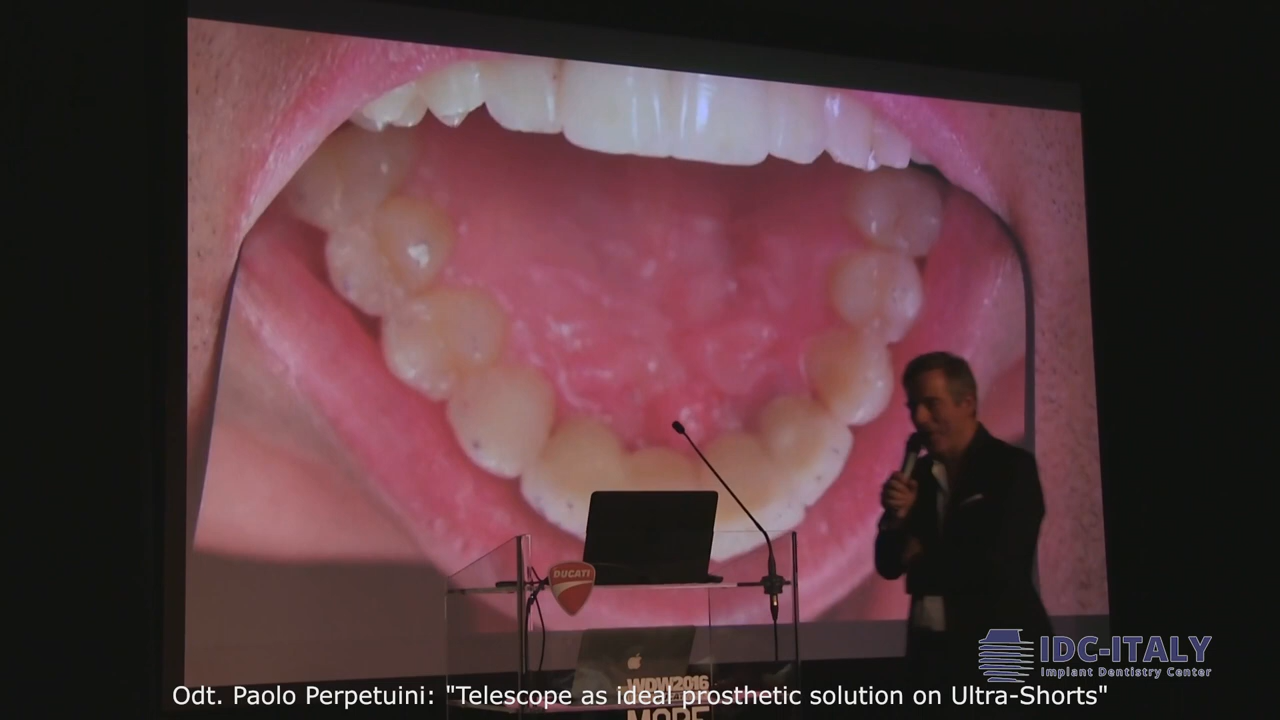 DUCATI
IDC-ITALY
Implant Dentistry Center
WDW2016
Odt. Paolo Perpetuini: "Telescope as ideal prosthetic solution on Ultra-Shorts"
MORE